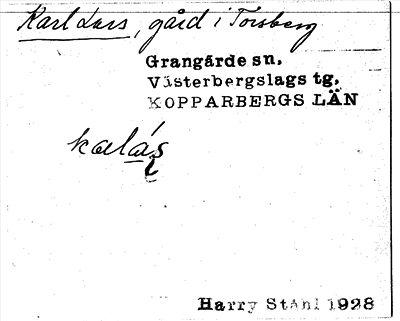 Karl Lars, gård i Torsberg
Grangärde sn.
Västerbergslags tg.
KOPPARBERGS LÄN
kalás
Harry Ståhl 1928